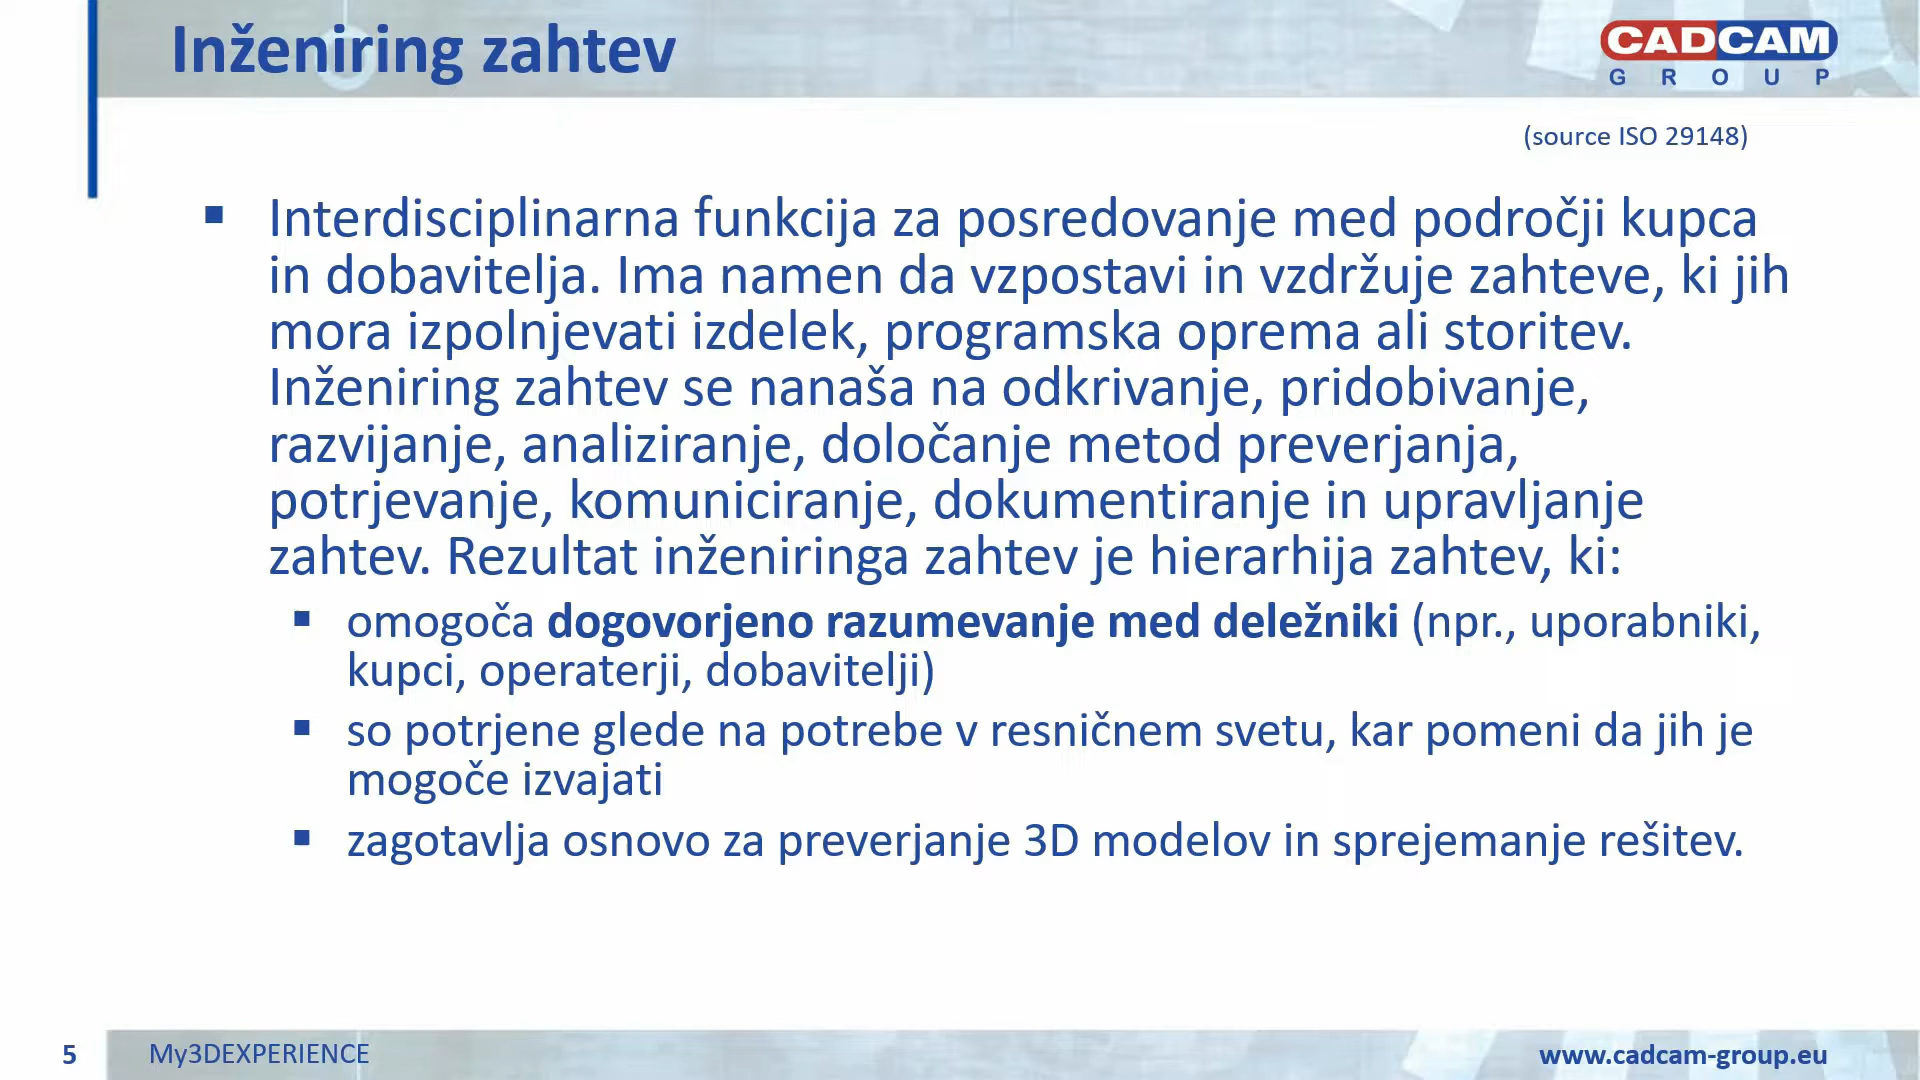 Inženiring zahtev
CADCAM
GROUP
(source ISO 29148)
▪ Interdisciplinarna funkcija za posredovanje med področji kupca
in dobavitelja. Ima namen da vzpostavi in vzdržuje zahteve, ki jih
mora izpolnjevati izdelek, programska oprema ali storitev.
Inženiring zahtev se nanaša na odkrivanje, pridobivanje,
razvijanje, analiziranje, določanje metod preverjanja,
potrjevanje, komuniciranje, dokumentiranje in upravljanje
zahtev. Rezultat inženiringa zahtev je hierarhija zahtev, ki:
▪ omogoča dogovorjeno razumevanje med deležniki (npr., uporabniki,
kupci, operaterji, dobavitelji)
▪ so potrjene glede na potrebe v resničnem svetu, kar pomeni da jih je
mogoče izvajati
▪ zagotavlja osnovo za preverjanje 3D modelov in sprejemanje rešitev.
5
My3DEXPERIENCE
www.cadcam-group.eu